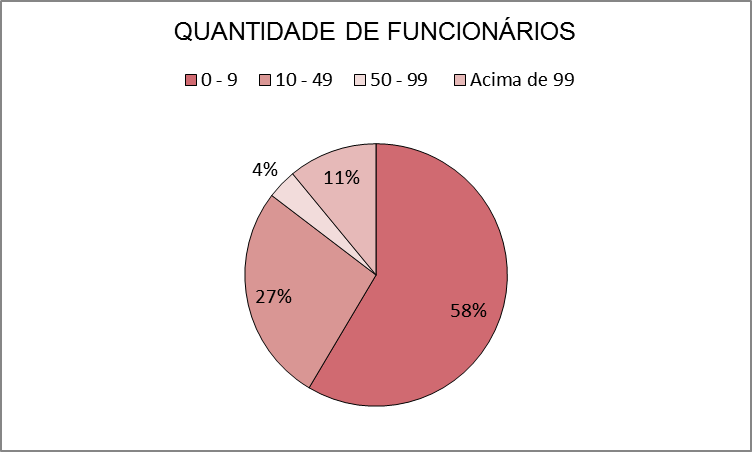 QUANTIDADE DE FUNCIONÁRIOS
0 - 9 10 - 49 50 - 99 Acima de 99
4%
11%
27%
58%